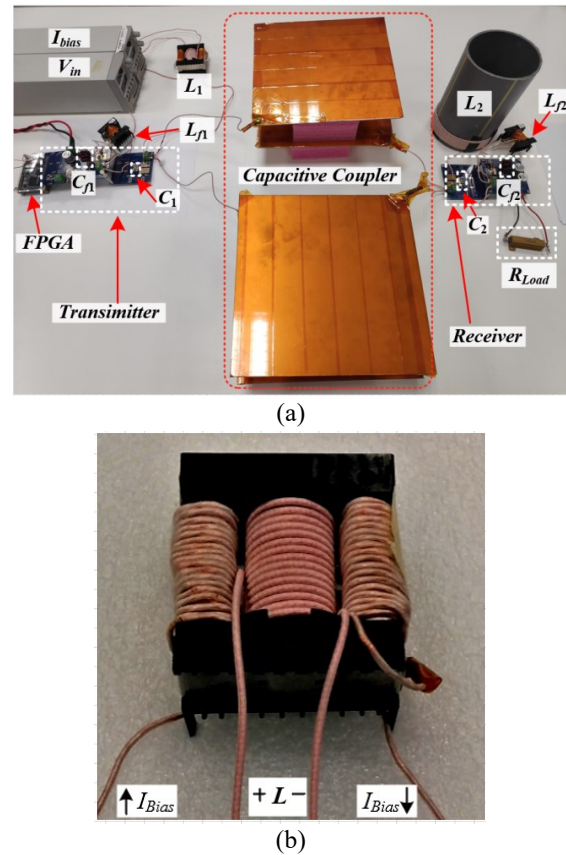 I_bias
V_in
L_1
L_2
L_f2
L_f1
Capacitive Coupler
C_f1
C_1
C_f2
C_2
FPGA
R_Load
Transimitter
Receiver
(a)
↑ I_Bias
+ L −
I_Bias ↓
(b)